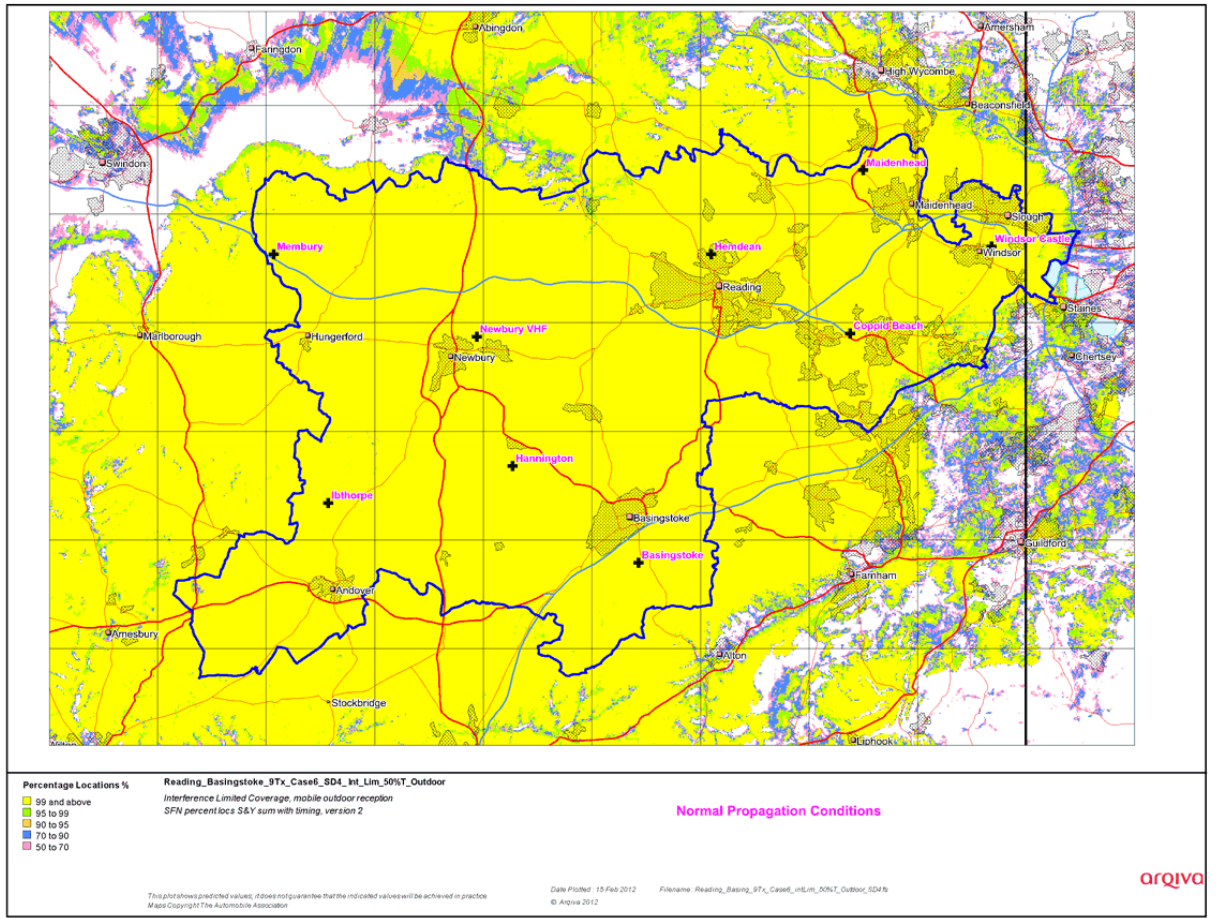 Abingdon
Amersham
Faringdon
High Wycombe
Beaconsfield
Swindon
Maidenhead
Maidenhead
Slough
Membury
Hemdean
Windsor Castle
Windsor
Reading
Staines
Marlborough
Hungerford
Newbury VHF
Coppid Beach
Newbury
Chertsey
Hannington
Ibthorpe
Basingstoke
Guildford
Basingstoke
Farnham
Andover
Amesbury
Alton
Stockbridge
Liphook
Percentage Locations %
99 and above
95 to 99
90 to 95
70 to 90
50 to 70
Reading_Basingstoke_9Tx_Case6_SD4_Int_Lim_50%T_Outdoor
Interference Limited Coverage, mobile outdoor reception
SFN percent locs S&Y sum with timing, version 2
Normal Propagation Conditions
This plot shows predicted values, it does not guarantee that the indicated values will be achieved in practice.
Maps Copyright The Automobile Association
Date Plotted : 15 Feb 2012
Filename : Reading_Basing_9Tx_Case6_intLim_50%T_Outdoor_SD4fs
© Arqiva 2012
arqiva